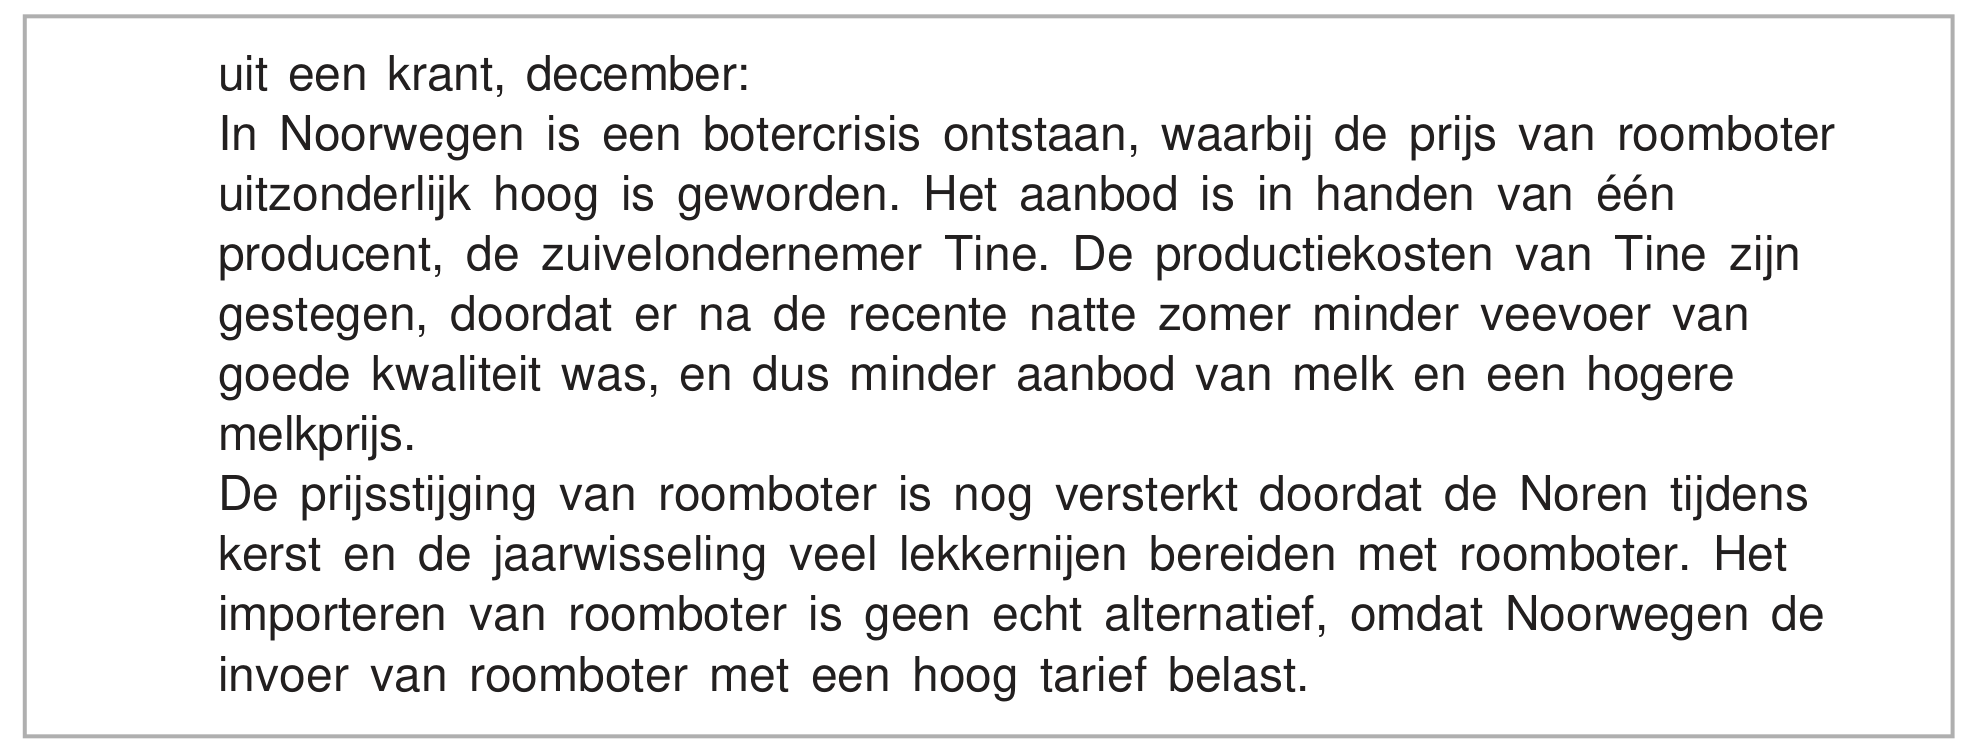 uit een krant, december:
In Noorwegen is een botercrisis ontstaan, waarbij de prijs van roomboter
uitzonderlijk hoog is geworden. Het aanbod is in handen van één
producent, de zuivelondernemer Tine. De productiekosten van Tine zijn
gestegen, doordat er na de recente natte zomer minder veevoer van
goede kwaliteit was, en dus minder aanbod van melk en een hogere
melkprijs.
De prijsstijging van roomboter is nog versterkt doordat de Noren tijdens
kerst en de jaarwisseling veel lekkernijen bereiden met roomboter. Het
importeren van roomboter is geen echt alternatief, omdat Noorwegen de
invoer van roomboter met een hoog tarief belast.